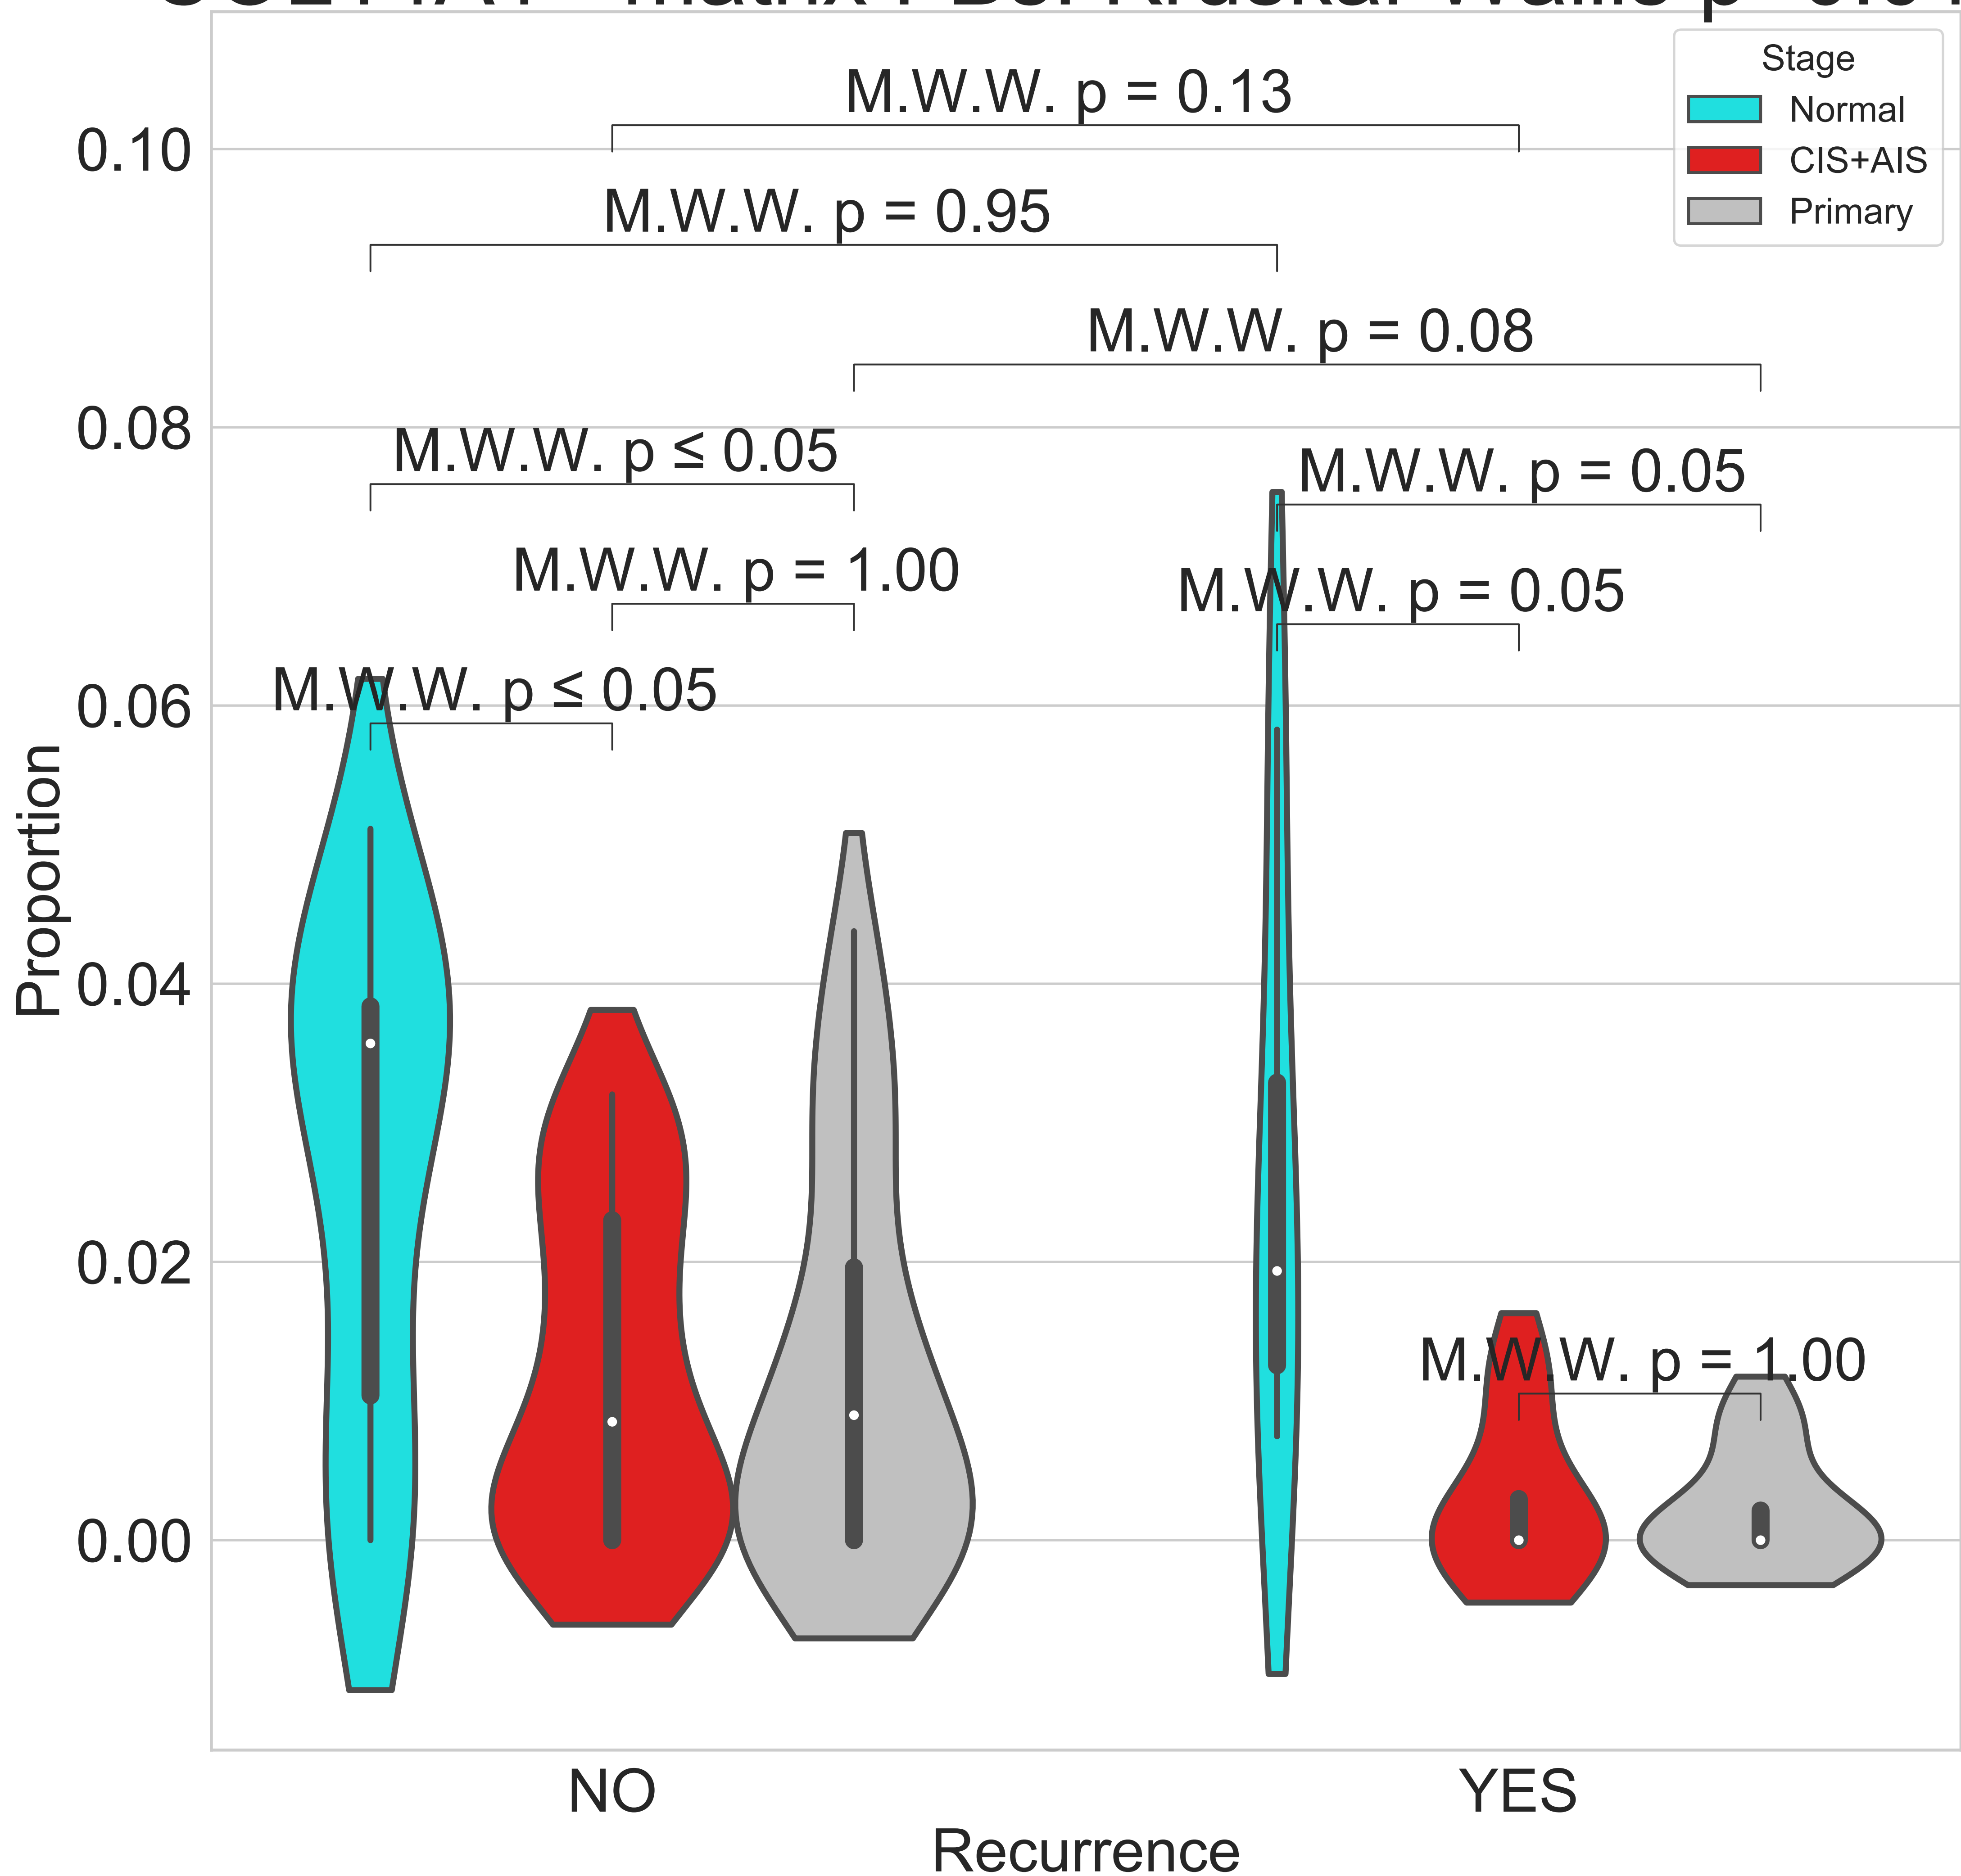 Stage
Normal
CIS+AIS
Primary
M.W.W. p = 0.13
M.W.W. p = 0.95
M.W.W. p = 0.08
M.W.W. p ≤ 0.05
M.W.W. p = 0.05
M.W.W. p = 1.00
M.W.W. p = 0.05
M.W.W. p ≤ 0.05
M.W.W. p = 1.00
0.10
0.08
0.06
0.04
0.02
0.00
Proportion
NO
YES
Recurrence